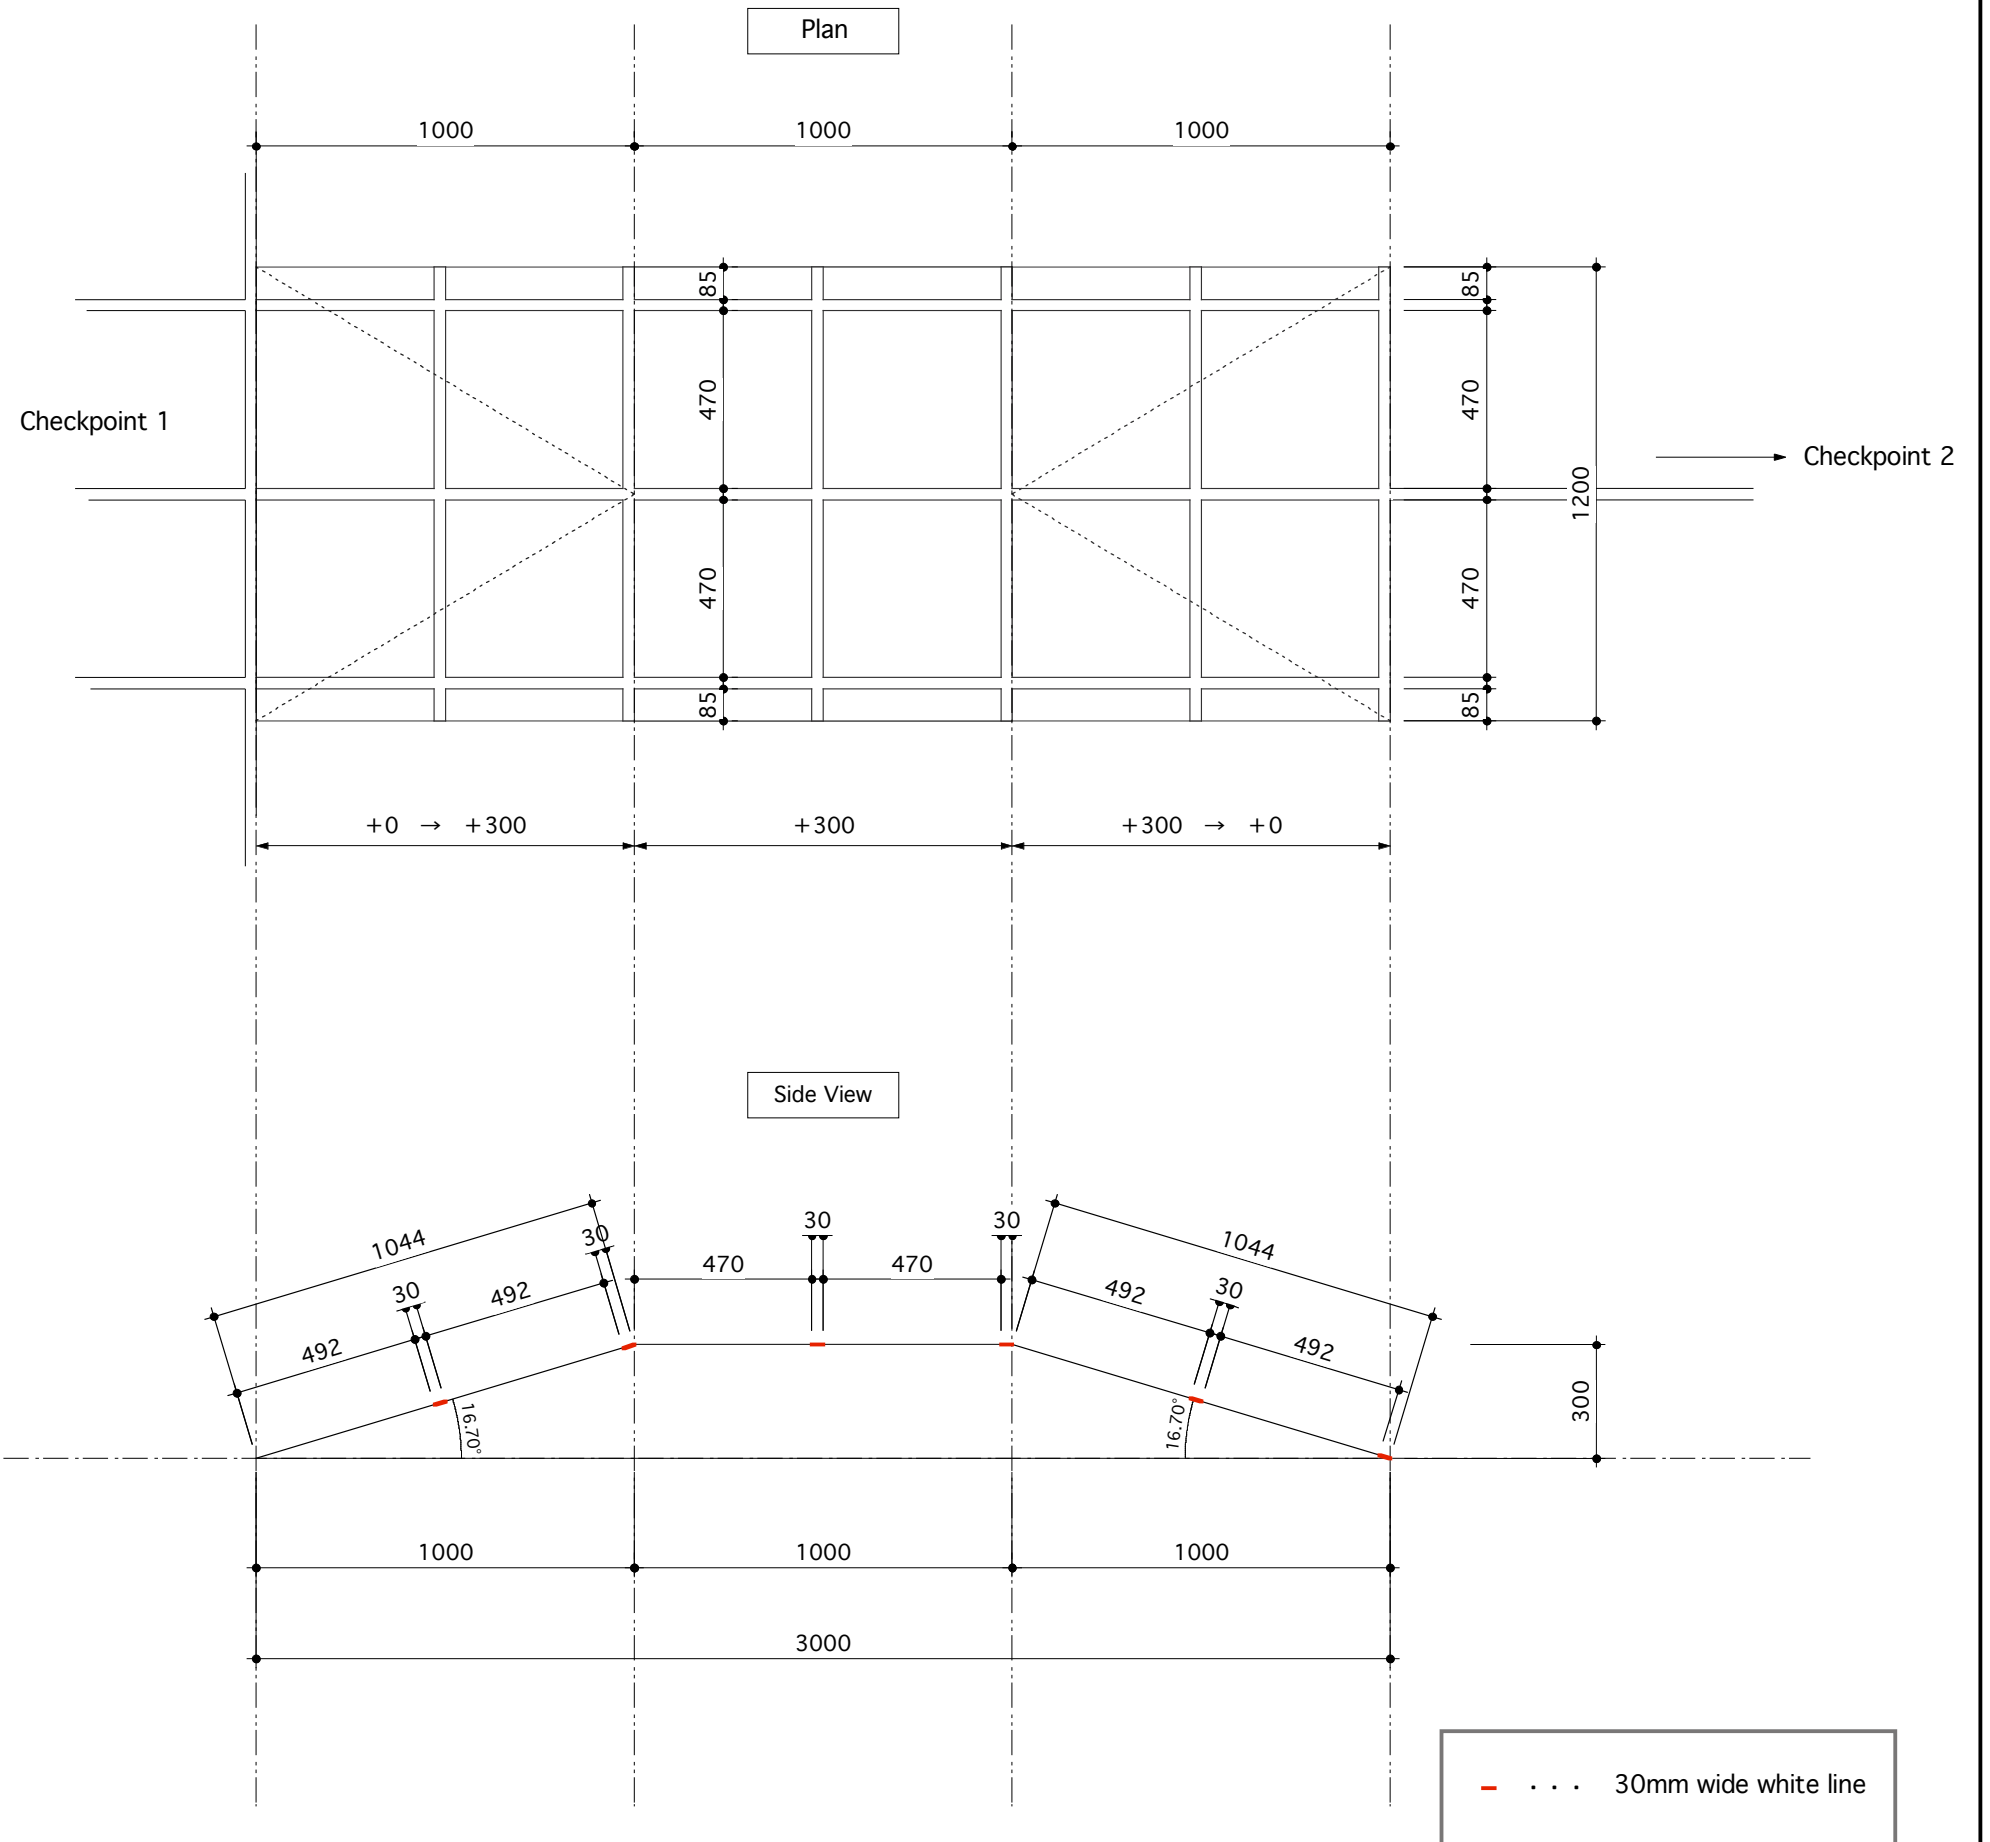 Plan
1000 1000 1000
85 85
470 470
Checkpoint 1
Checkpoint 2
1200
470 470
85 85
+0 → +300 +300 +300 → +0
Side View
1044 30 30 30 1044
30 492 470 470 492 30
492 492
16.70° 16.70° 300
1000 1000 1000
3000
· · · 30mm wide white line